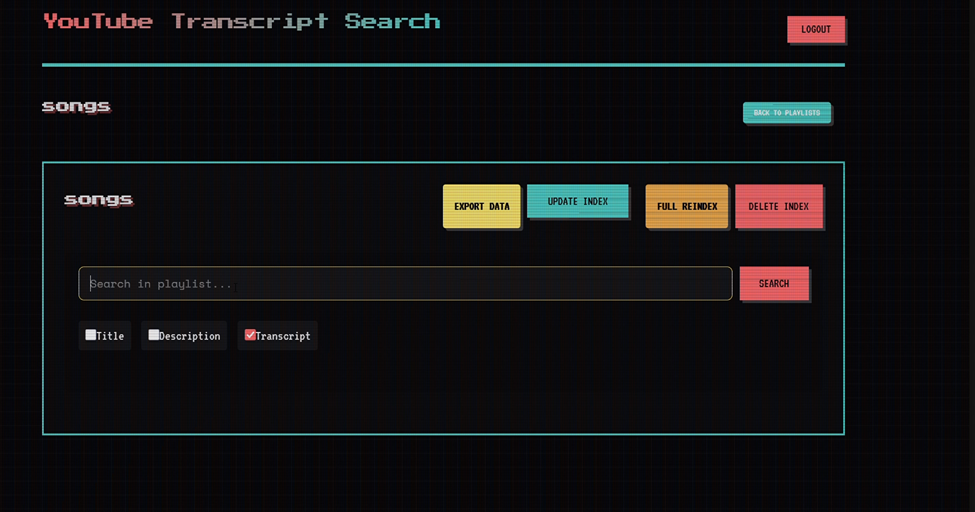 YouTube Transcript Search
LOGOUT
songs
BACK TO PLAYLISTS
songs
EXPORT DATA
UPDATE INDEX
FULL REINDEX
DELETE INDEX
Search in playlist...
SEARCH
Title
Description
Transcript